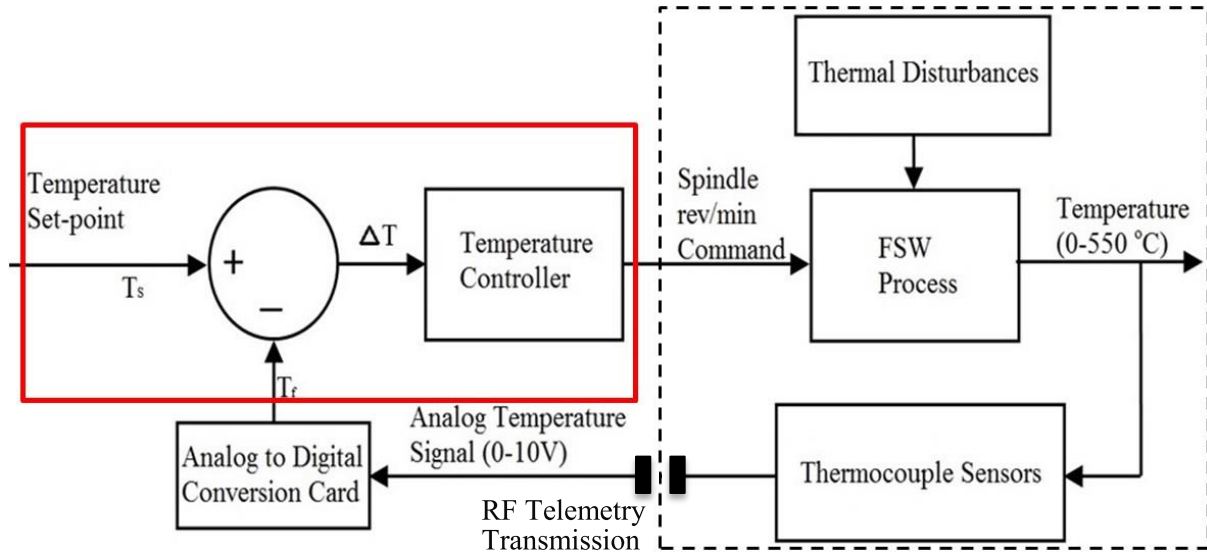 Thermal Disturbances
Temperature
Set-point
Ts
+
−
ΔT
Temperature
Controller
Spindle
rev/min
Command
FSW
Process
Temperature
(0-550 °C)
Tf
Analog to Digital
Conversion Card
Analog Temperature
Signal (0-10V)
RF Telemetry
Transmission
Thermocouple Sensors